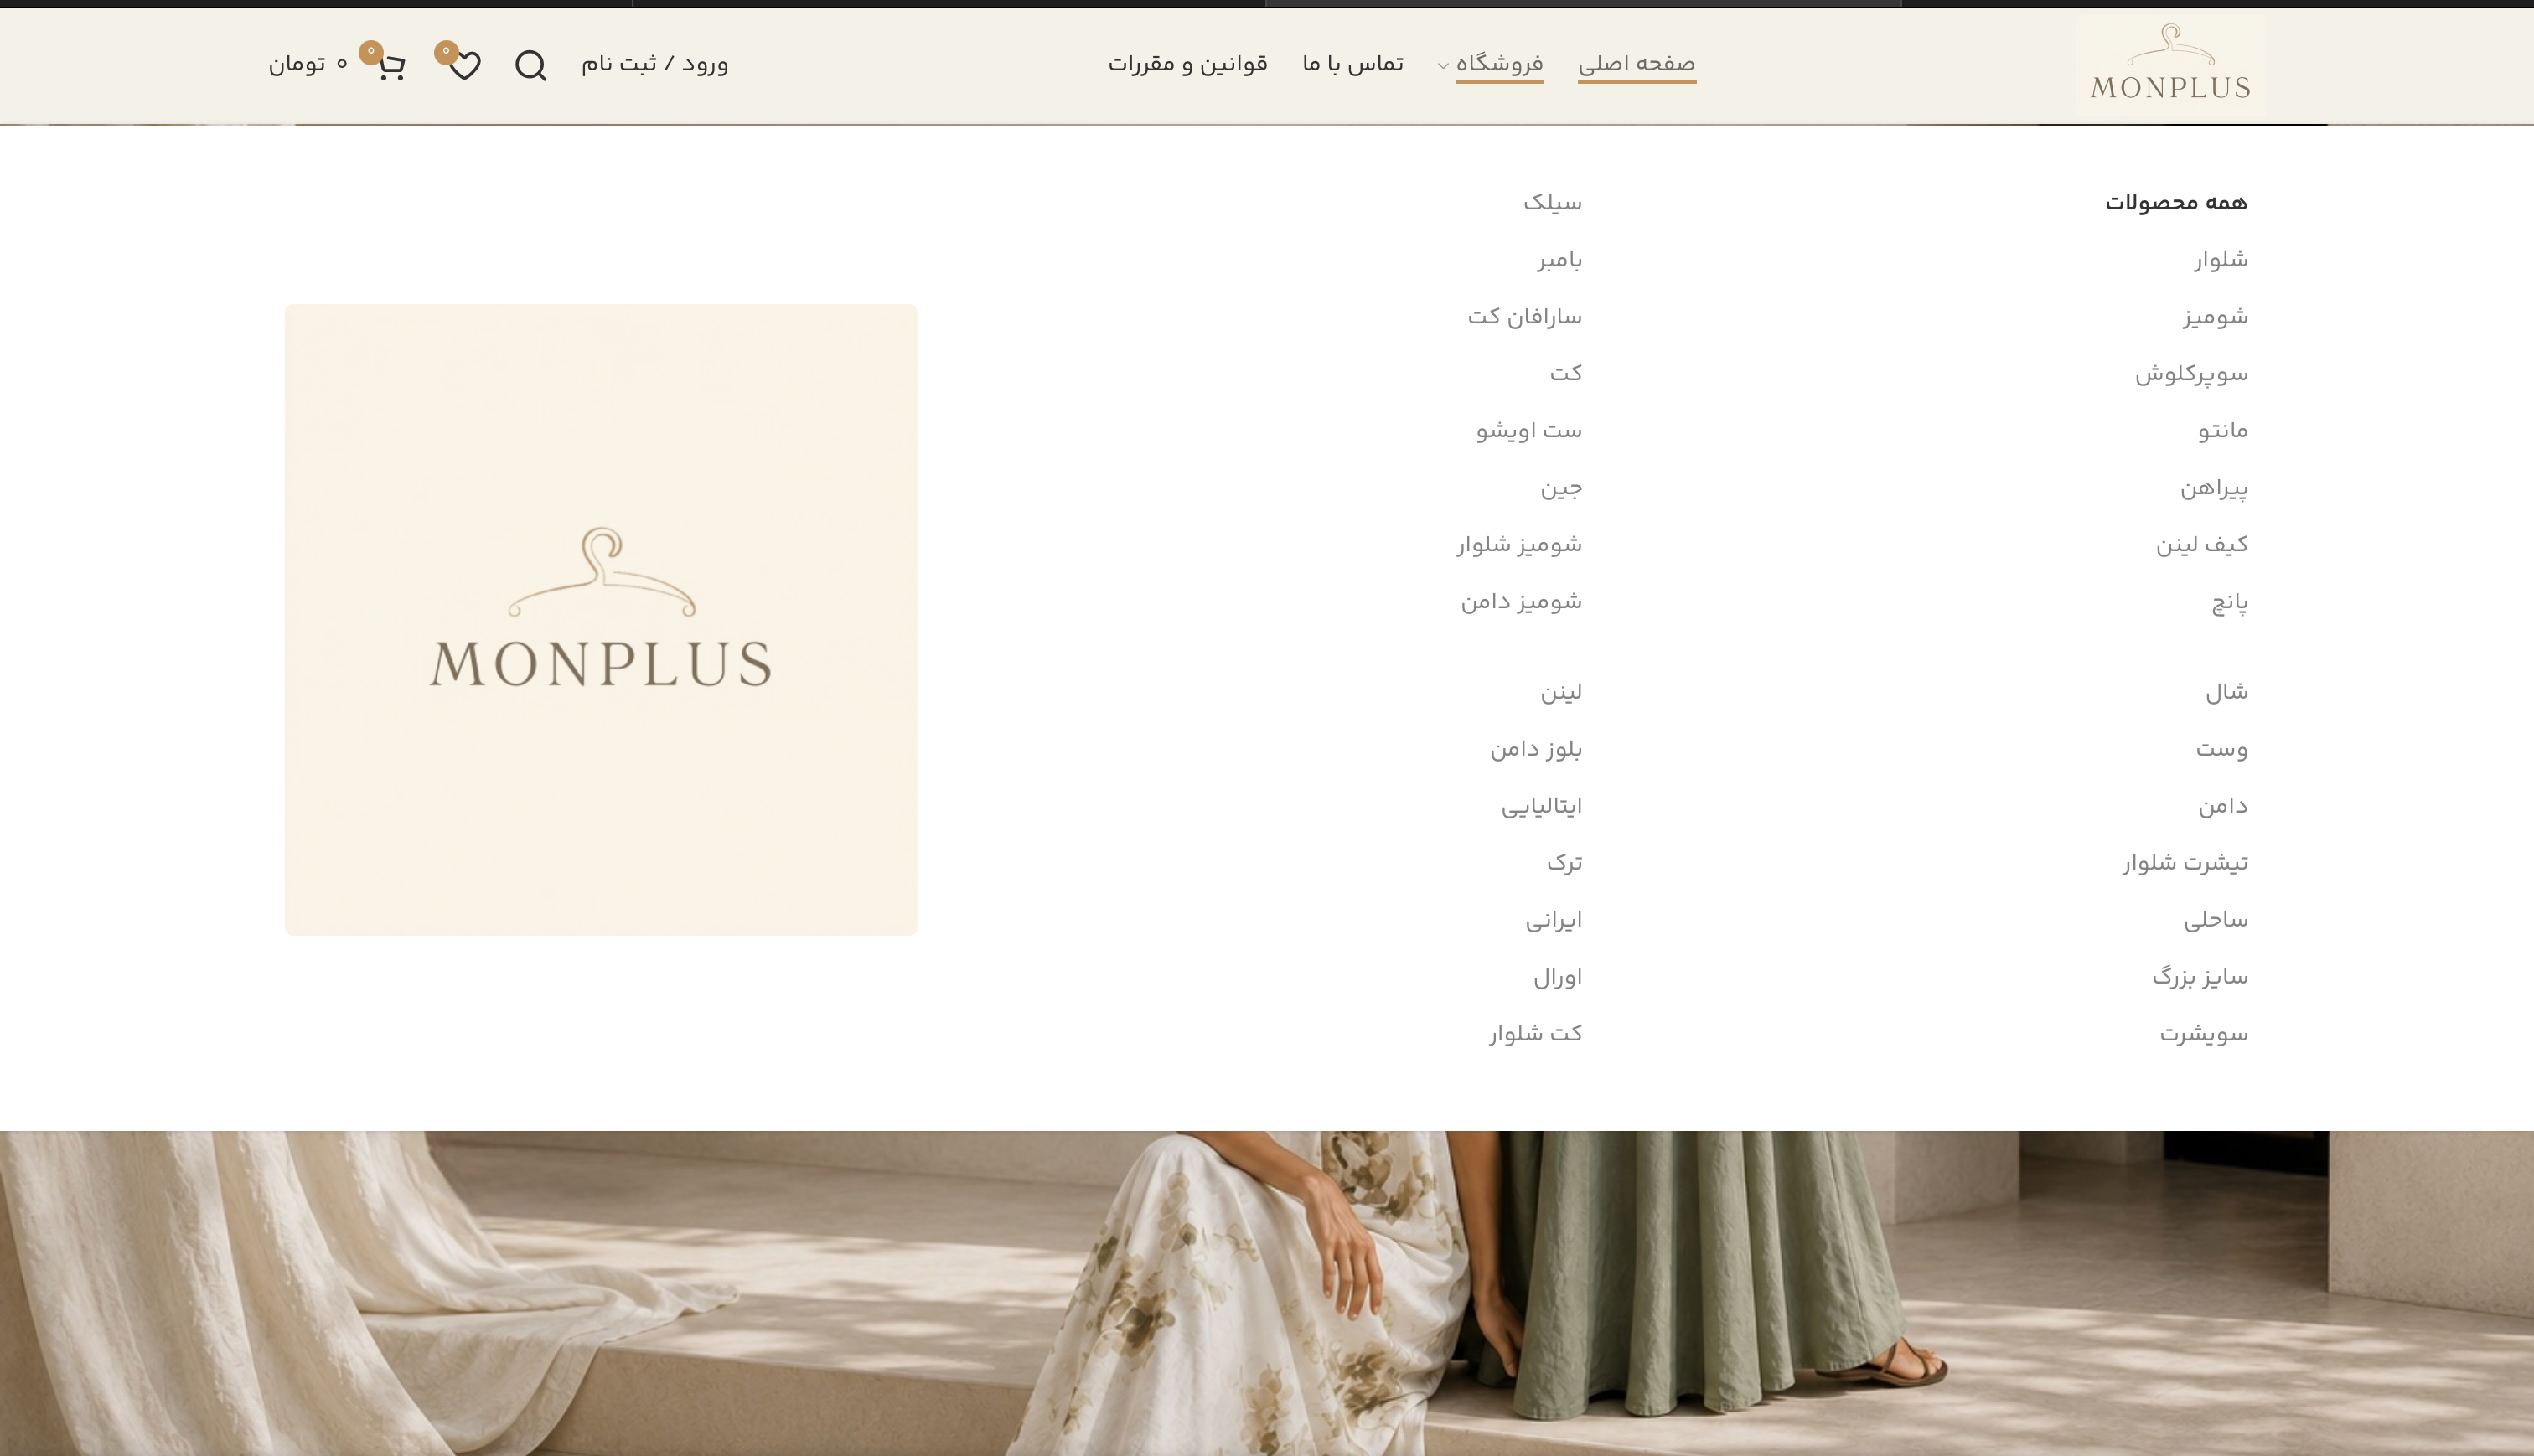 MONPLUS
صفحه اصلی
فروشگاه
تماس با ما
قوانین و مقررات
ورود / ثبت نام
۰
۰
۰ تومان
همه محصولات
شلوار
شومیز
سوپرکلوش
مانتو
پیراهن
کیف لینن
پانچ
شال
وست
دامن
تیشرت شلوار
ساحلی
سایز بزرگ
سویشرت
سیلک
بامبر
سارافان کت
کت
ست اویشو
جین
شومیز شلوار
شومیز دامن
لینن
بلوز دامن
ایتالیایی
ترک
ایرانی
اورال
کت شلوار
MONPLUS